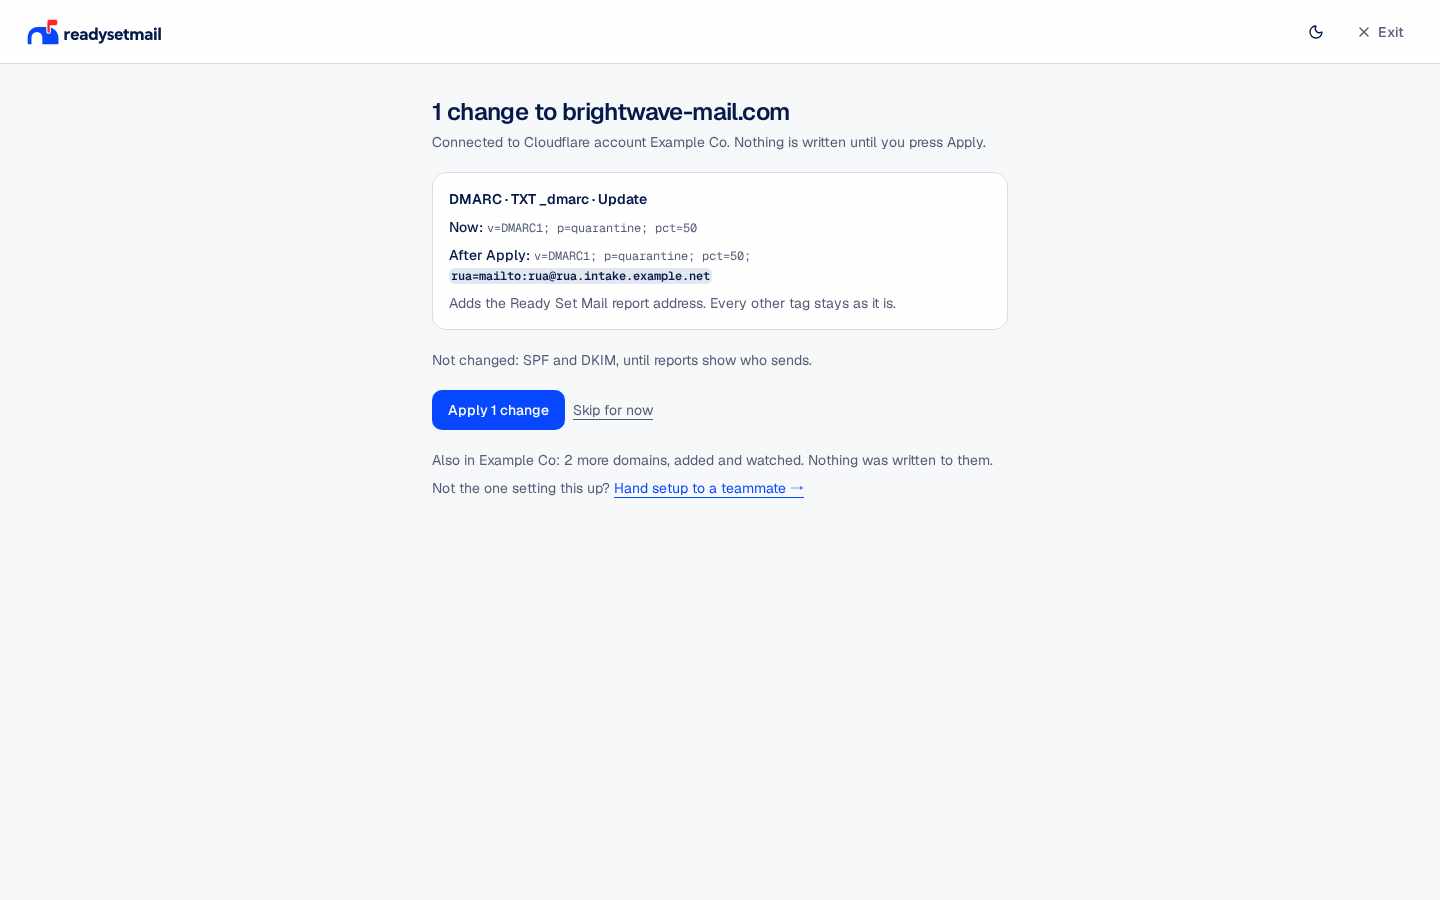 readysetmail
Exit
1 change to brightwave-mail.com
Connected to Cloudflare account Example Co. Nothing is written until you press Apply.
DMARC · TXT _dmarc · Update
Now: v=DMARC1; p=quarantine; pct=50
After Apply: v=DMARC1; p=quarantine; pct=50;
rua=mailto:rua@rua.intake.example.net
Adds the Ready Set Mail report address. Every other tag stays as it is.
Not changed: SPF and DKIM, until reports show who sends.
Apply 1 change Skip for now
Also in Example Co: 2 more domains, added and watched. Nothing was written to them.
Not the one setting this up? Hand setup to a teammate →